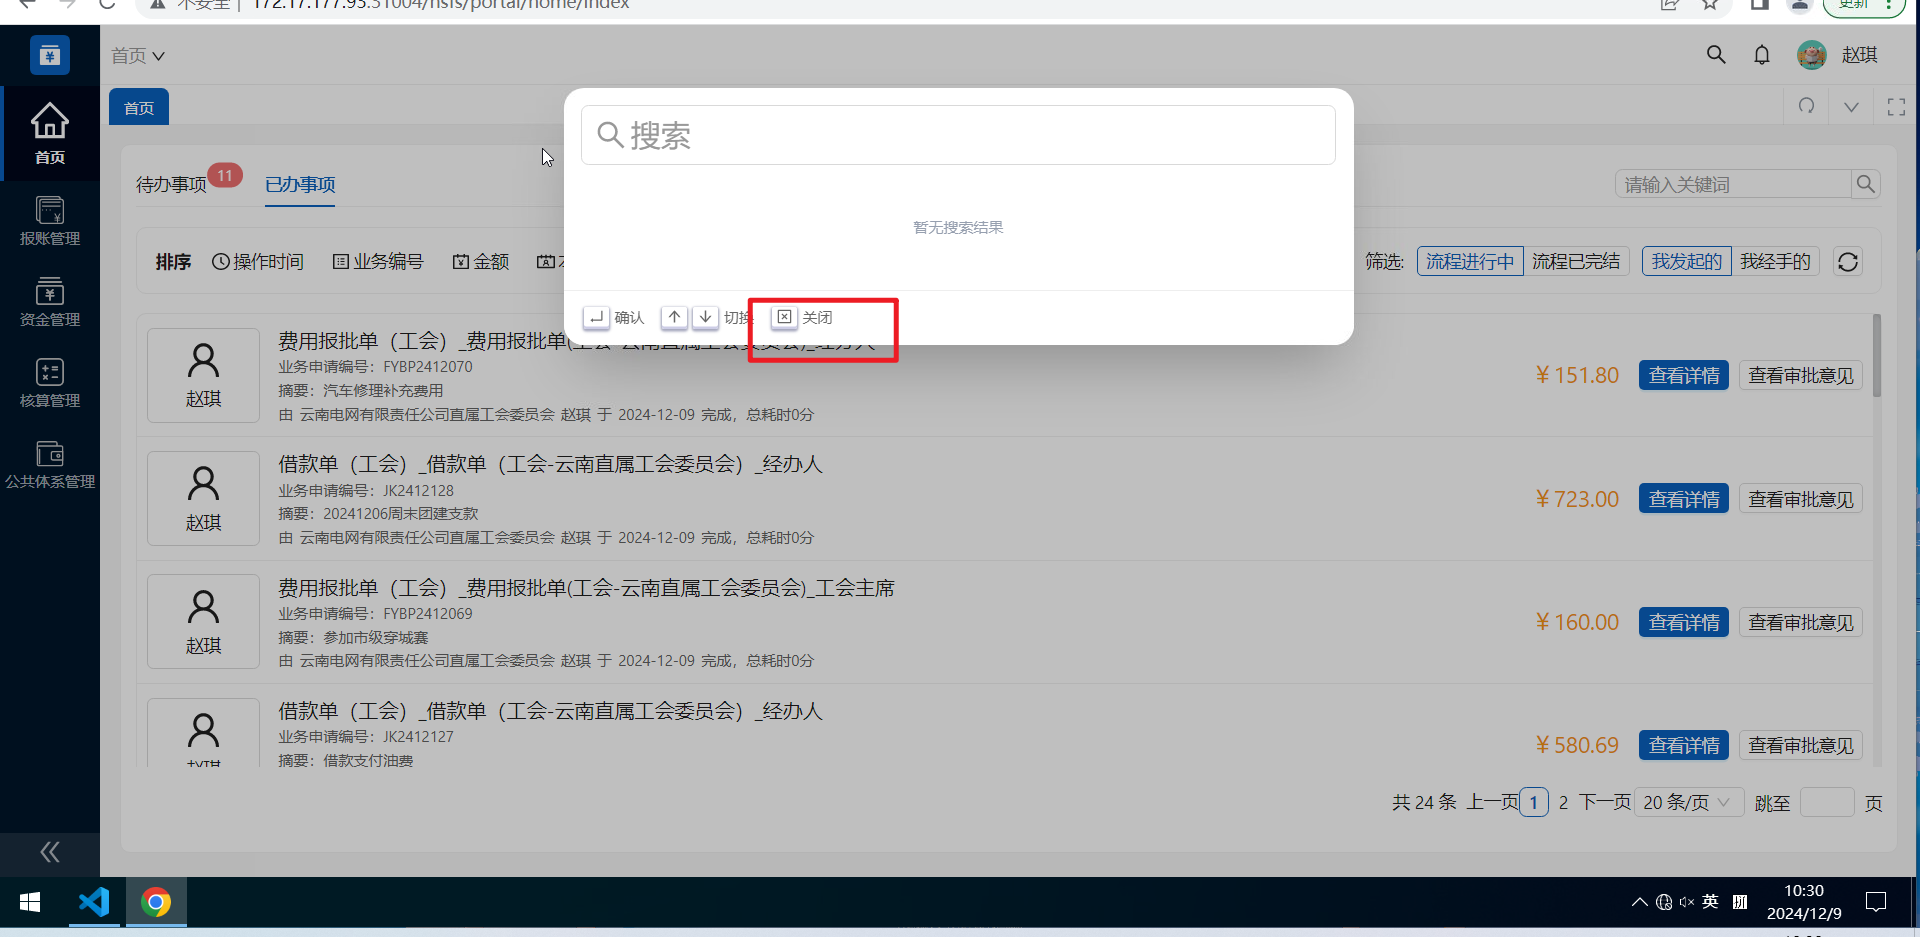 不安全 | 172.17.177.93:31004/hsfs/portal/home/index
更新
首页
赵琪
首页
首页
搜索
待办事项 11 已办事项
请输入关键词
报账管理
暂无搜索结果
排序 操作时间 业务编号 金额
筛选: 流程进行中 流程已完结 我发起的 我经手的
资金管理
确认 切换 关闭
费用报批单（工会）_费用报批单(工会-云南直属工会委员会)_经办人
业务申请编号：FYBP2412070
赵琪
摘要：汽车修理补充费用
由 云南电网有限责任公司直属工会委员会 赵琪 于 2024-12-09 完成，总耗时0分
¥ 151.80 查看详情 查看审批意见
核算管理
借款单（工会）_借款单（工会-云南直属工会委员会）_经办人
业务申请编号：JK2412128
赵琪
摘要：20241206周末团建支款
由 云南电网有限责任公司直属工会委员会 赵琪 于 2024-12-09 完成，总耗时0分
¥ 723.00 查看详情 查看审批意见
公共体系管理
费用报批单（工会）_费用报批单(工会-云南直属工会委员会)_工会主席
业务申请编号：FYBP2412069
赵琪
摘要：参加市级穿城赛
由 云南电网有限责任公司直属工会委员会 赵琪 于 2024-12-09 完成，总耗时0分
¥ 160.00 查看详情 查看审批意见
借款单（工会）_借款单（工会-云南直属工会委员会）_经办人
业务申请编号：JK2412127
赵琪
摘要：借款支付油费
¥ 580.69 查看详情 查看审批意见
共 24 条 上一页 1 2 下一页 20 条/页 跳至 页
英
10:30
2024/12/9